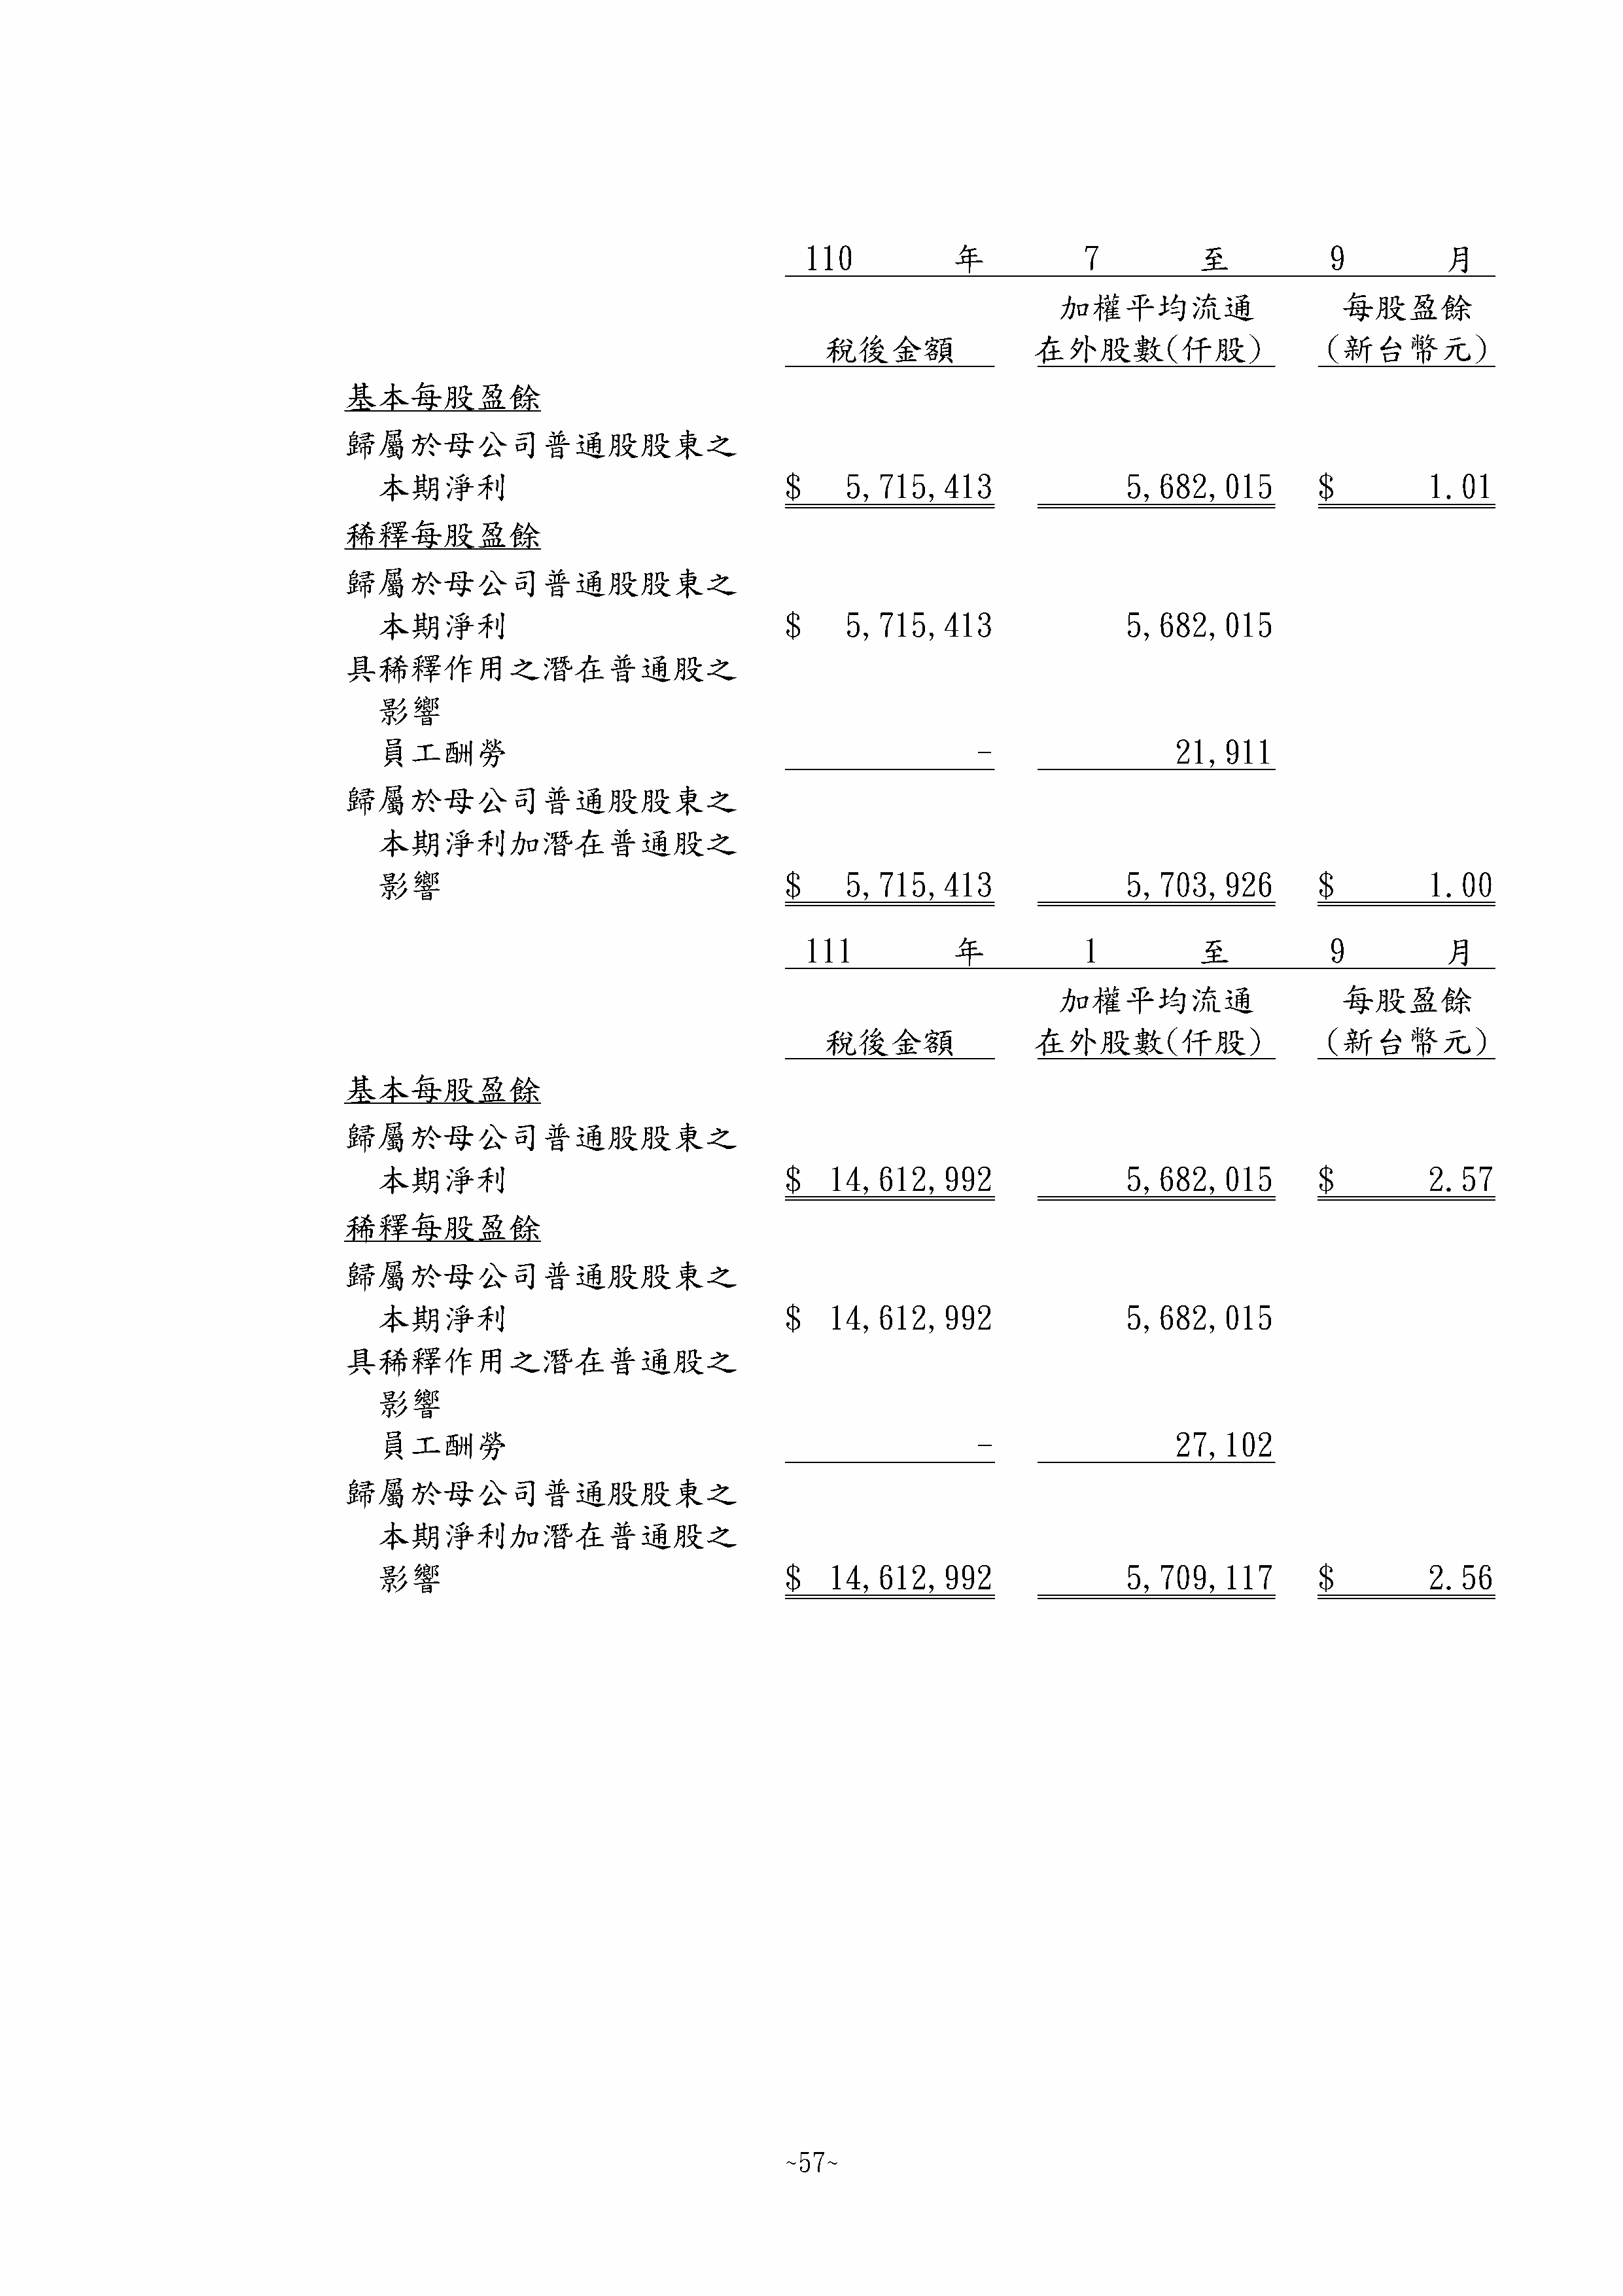 110 年 7 至 9 月
加權平均流通 每股盈餘
稅後金額 在外股數(仟股) (新台幣元)
基本每股盈餘
歸屬於母公司普通股股東之
本期淨利 $ 5,715,413 5,682,015 $ 1.01
稀釋每股盈餘
歸屬於母公司普通股股東之
本期淨利 $ 5,715,413 5,682,015
具稀釋作用之潛在普通股之
影響
員工酬勞 - 21,911
歸屬於母公司普通股股東之
本期淨利加潛在普通股之
影響 $ 5,715,413 5,703,926 $ 1.00
111 年 1 至 9 月
加權平均流通 每股盈餘
稅後金額 在外股數(仟股) (新台幣元)
基本每股盈餘
歸屬於母公司普通股股東之
本期淨利 $ 14,612,992 5,682,015 $ 2.57
稀釋每股盈餘
歸屬於母公司普通股股東之
本期淨利 $ 14,612,992 5,682,015
具稀釋作用之潛在普通股之
影響
員工酬勞 - 27,102
歸屬於母公司普通股股東之
本期淨利加潛在普通股之
影響 $ 14,612,992 5,709,117 $ 2.56
~57~